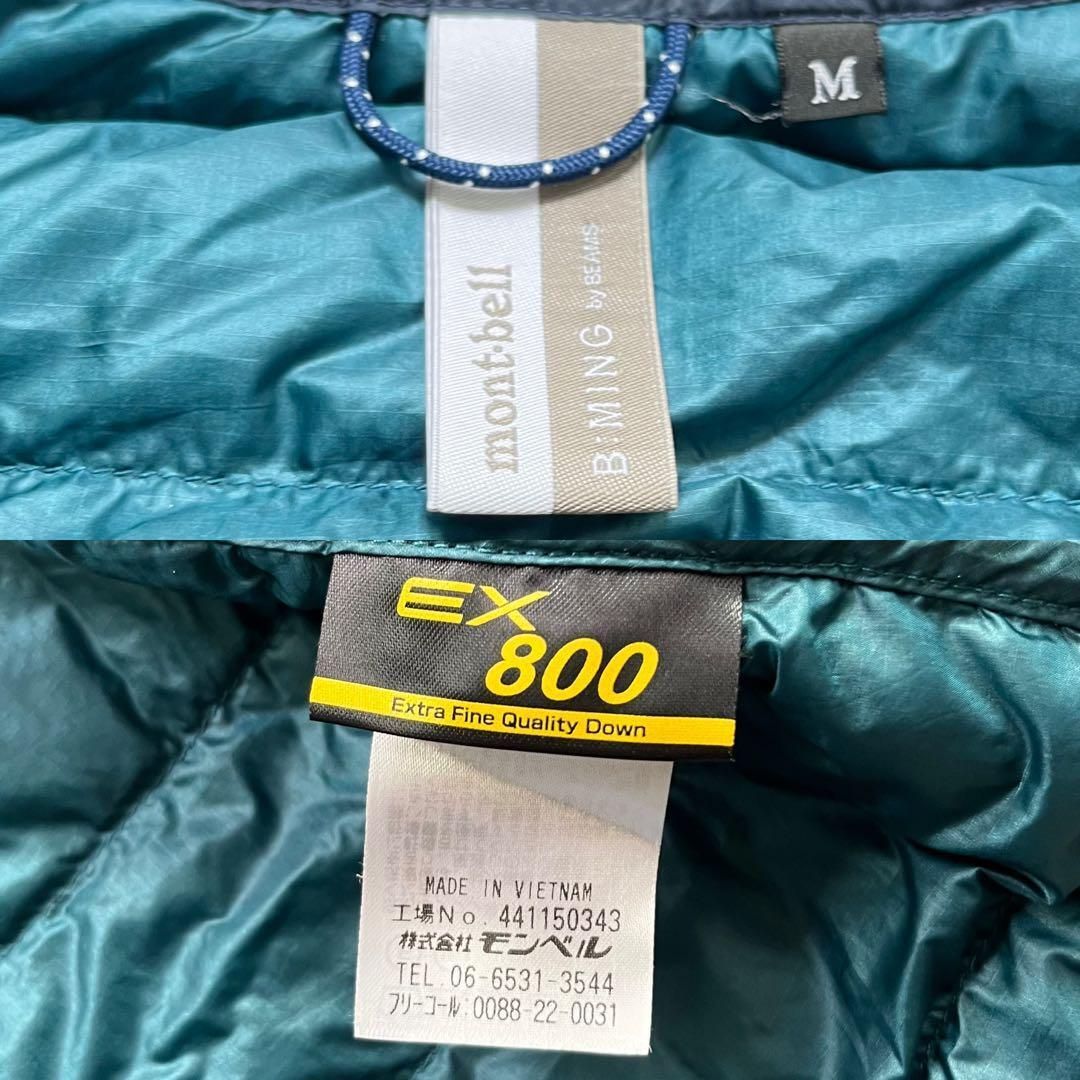 M
mont·bell
B:MING by BEAMS
EX
800
Extra Fine Quality Down
MADE IN VIETNAM
工場No. 441150343
株式会社 モンベル
TEL.06-6531-3544
フリーコール:0088-22-0031